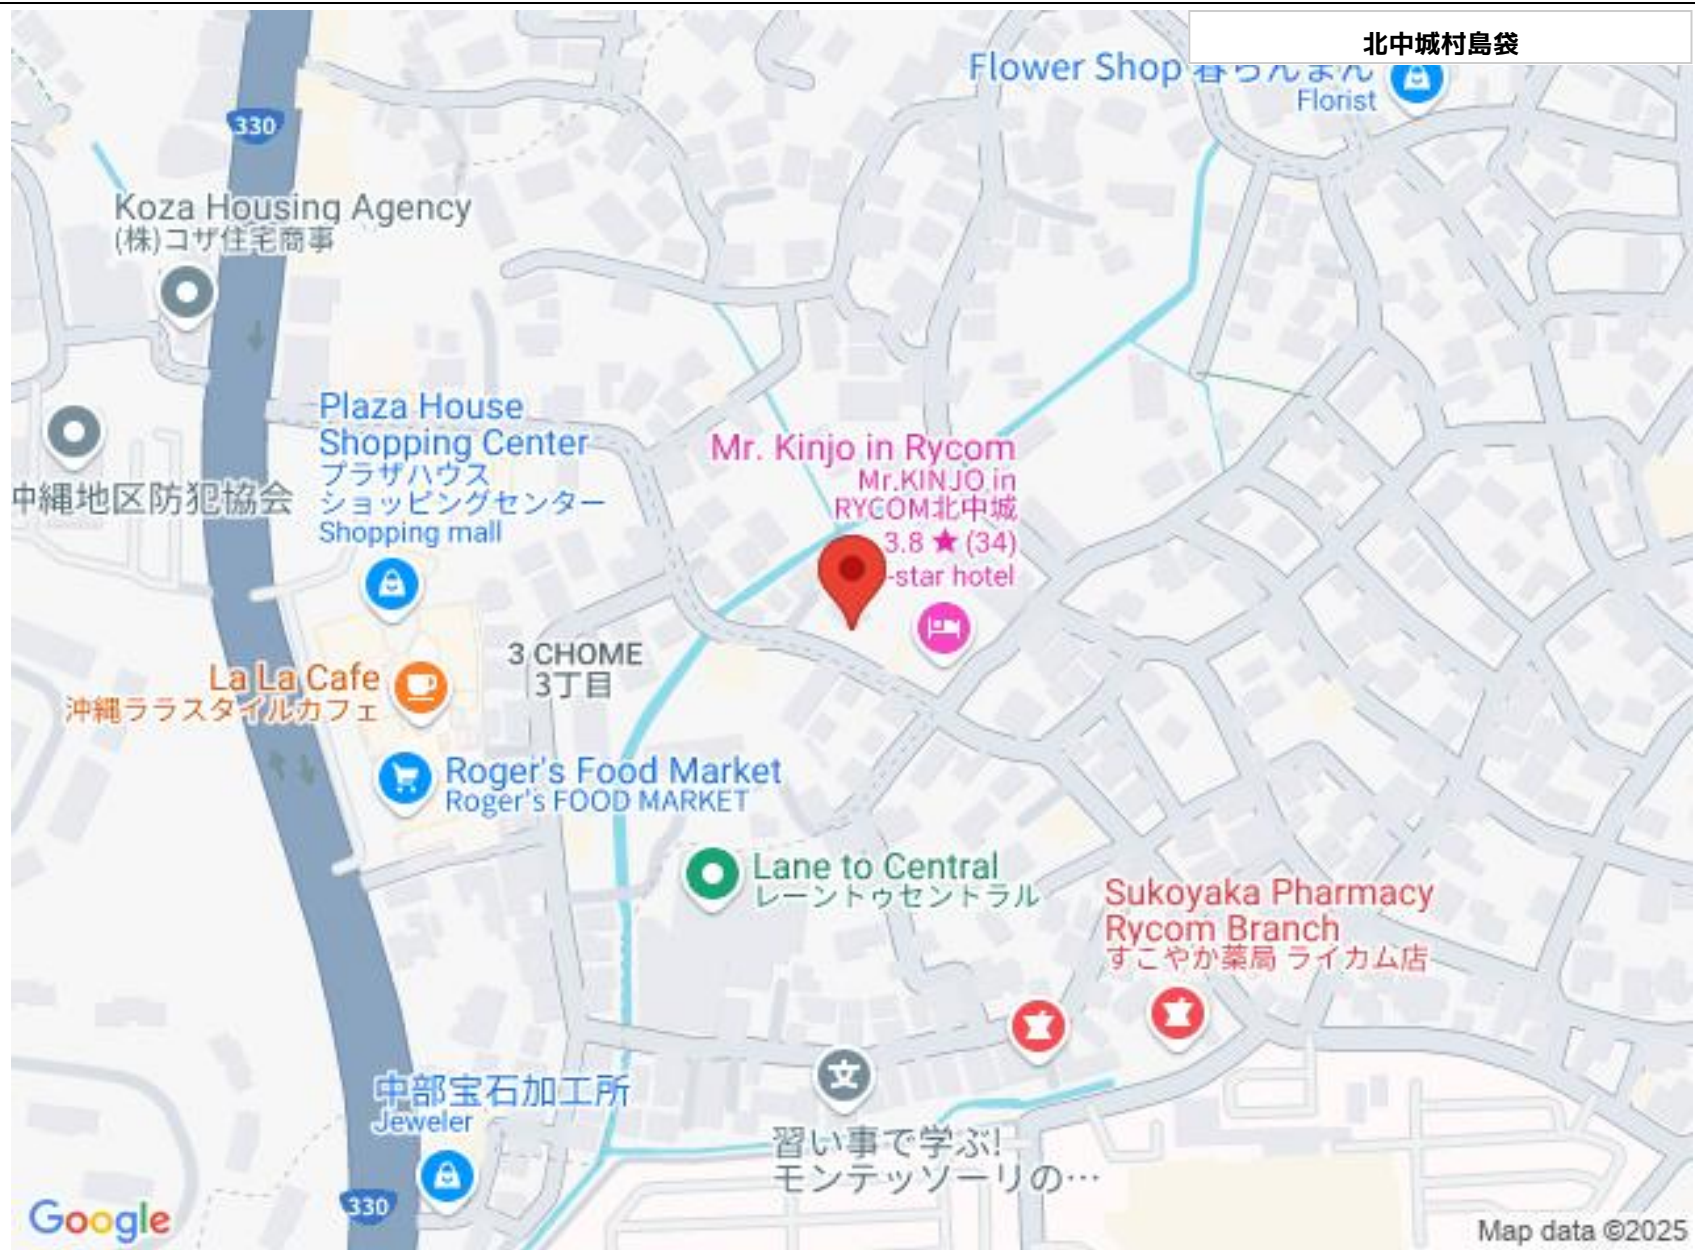 北中城村島袋
Flower Shop 春らんまん
Florist
330
Koza Housing Agency
(株)コザ住宅商事
Plaza House
Shopping Center
プラザハウス
ショッピングセンター
Shopping mall
沖縄地区防犯協会
Mr. Kinjo in Rycom
Mr.KINJO in
RYCOM北中城
3.8 ★ (34)
-star hotel
3 CHOME
3丁目
La La Cafe
沖縄ララスタイルカフェ
Roger's Food Market
Roger's FOOD MARKET
Lane to Central
レーントゥセントラル
Sukoyaka Pharmacy
Rycom Branch
すこやか薬局 ライカム店
文
中部宝石加工所
Jeweler
習い事で学ぶ!
モンテッソーリの…
330
Google
Map data ©2025